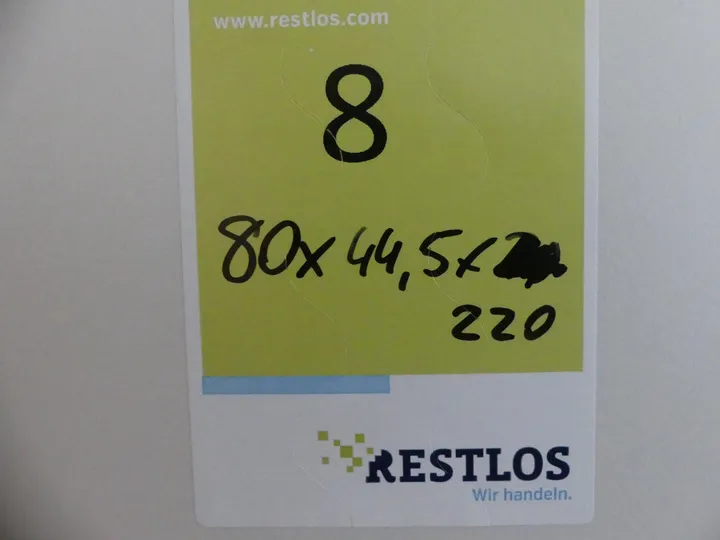 www.restlos.com
8
80x44,5x
220
RESTLOS
Wir handeln.